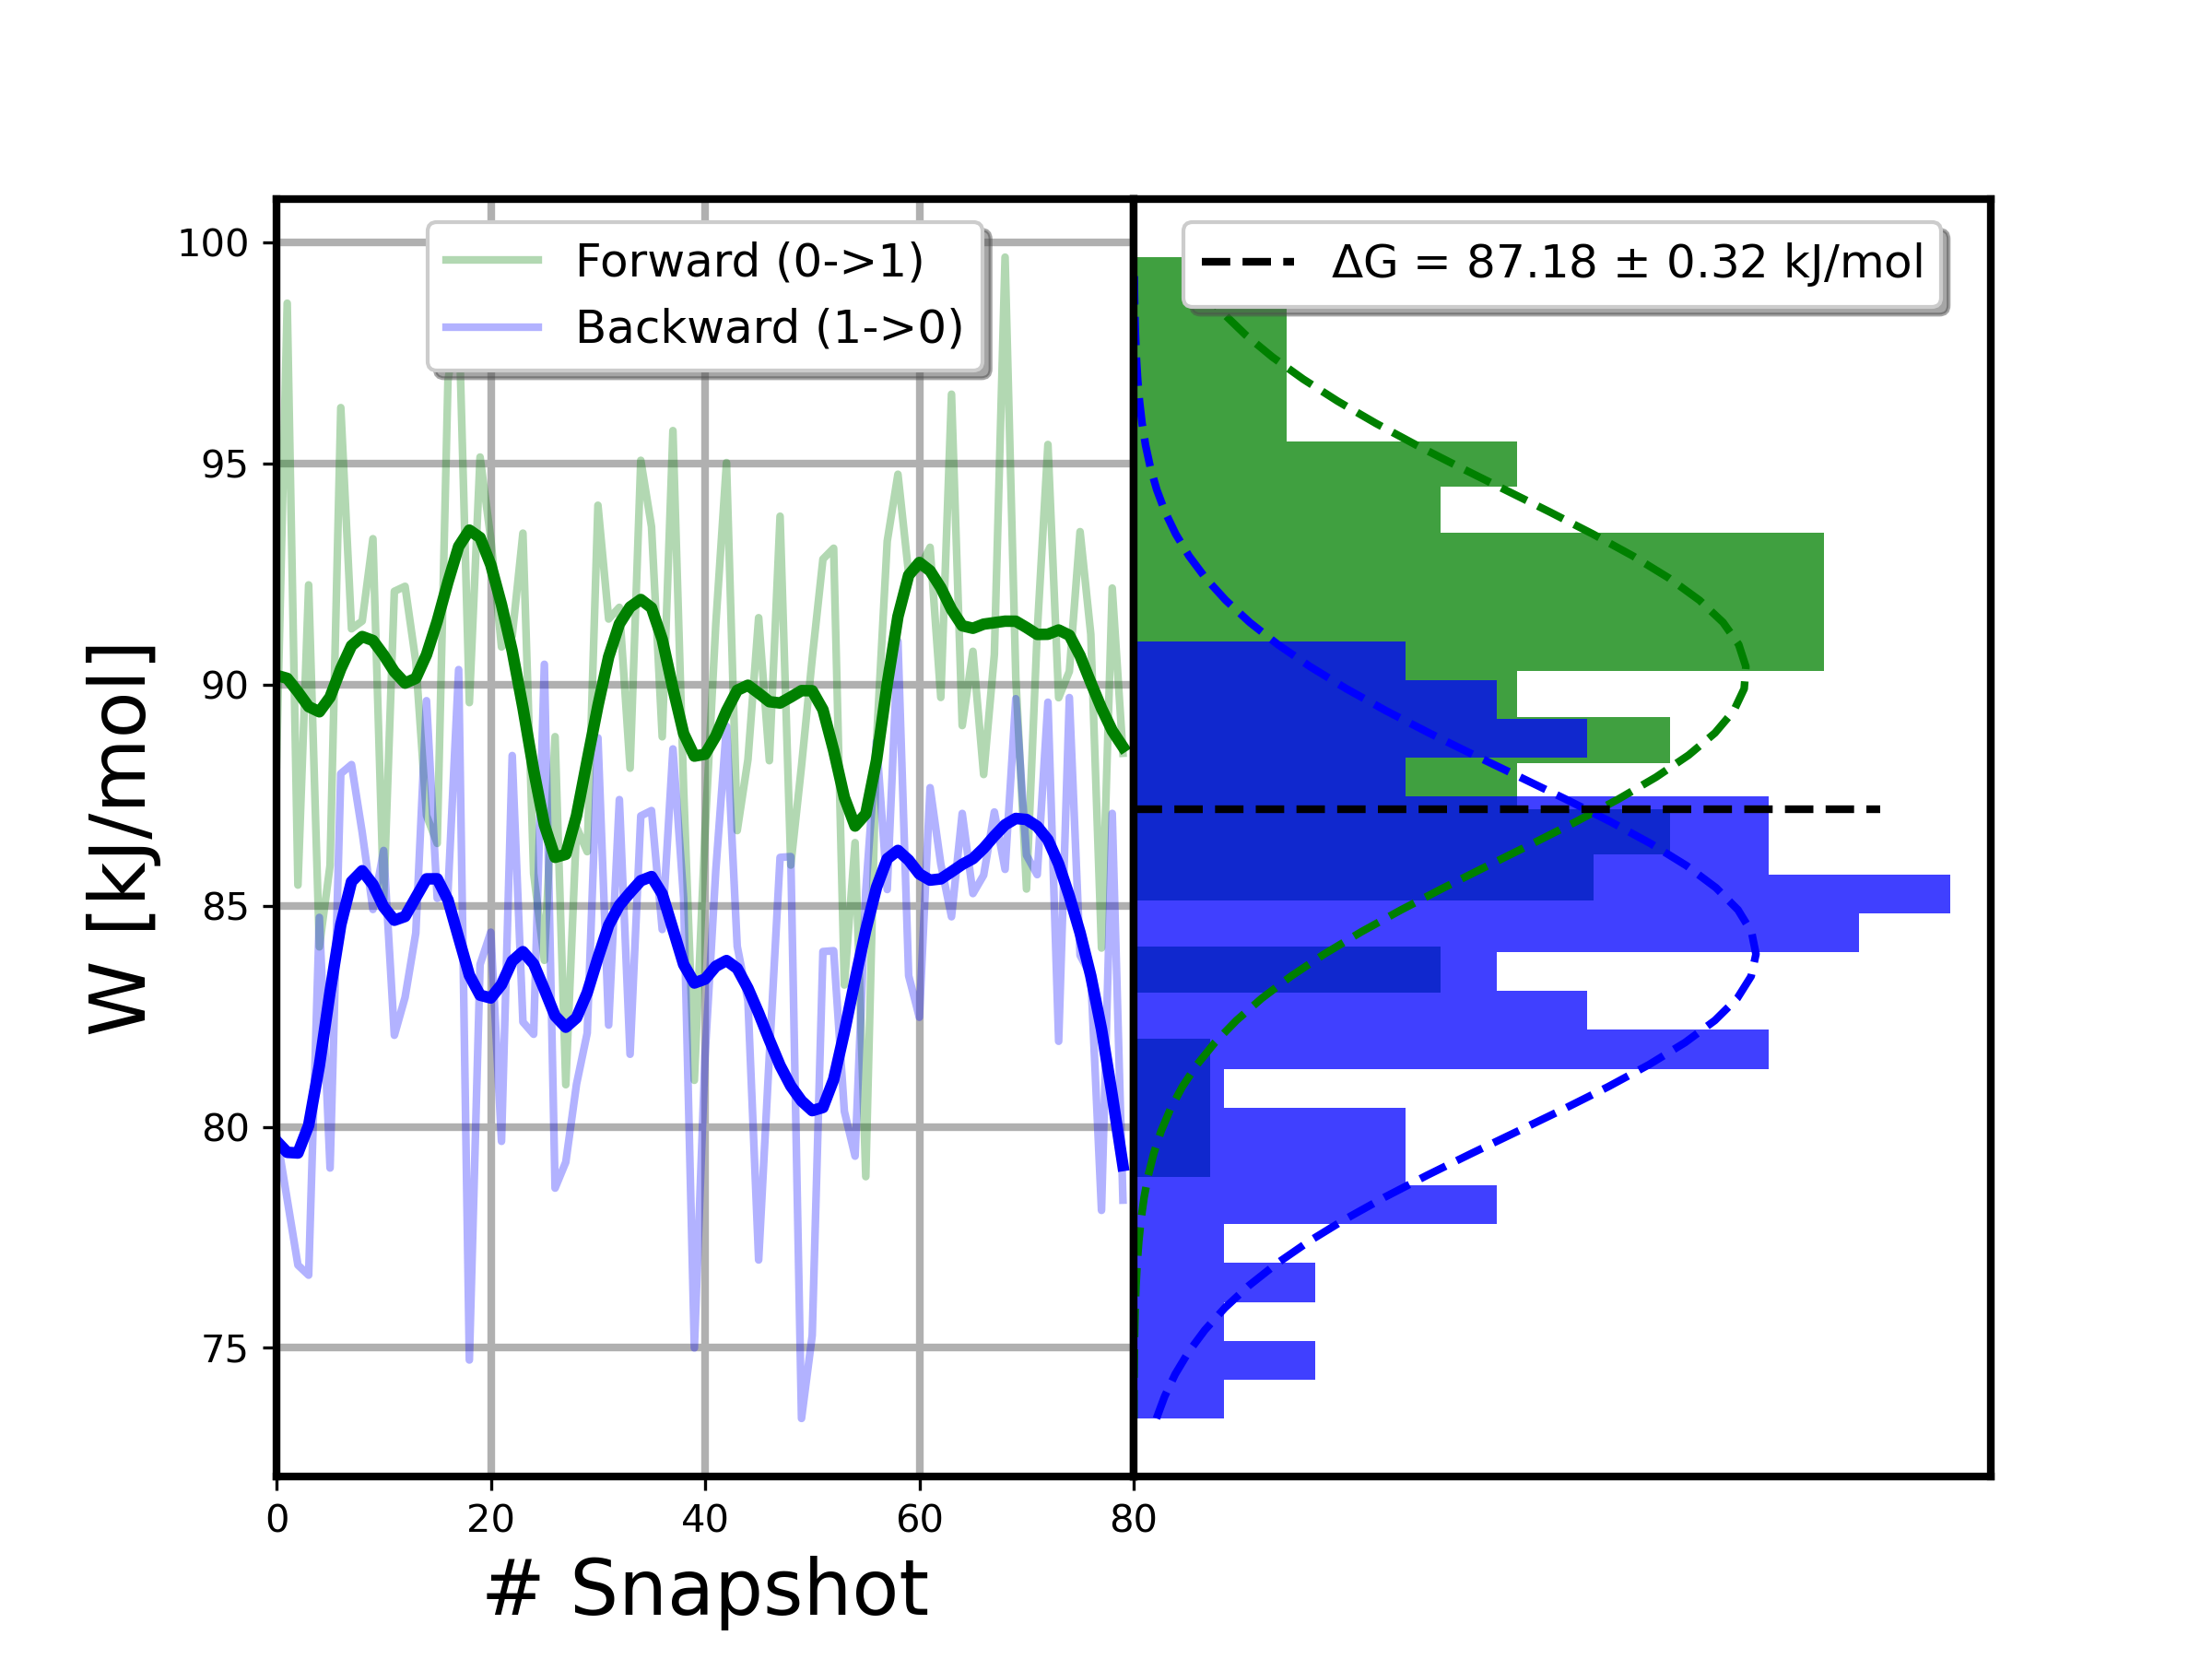 W [kJ/mol]
100
95
90
85
80
75
Forward (0->1)
Backward (1->0)
ΔG = 87.18 ± 0.32 kJ/mol
0 20 40 60 80
# Snapshot